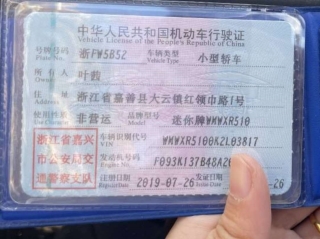 中华人民共和国机动车行驶证
Vehicle License of the People's Republic of China
号牌号码 浙FW5B5Z 车辆类型 小型轿车
Plate No. Vehicle Type
所有人 叶
Owner
住址 浙江省嘉善县大云镇红领巾路1号
Address
使用性质 非营运 品牌型号 迷你牌WMWXR510
Use Character Model
浙江省嘉兴
市公安局交
通警察支队
车辆识别代号 WMWXR5100K2L03817
VIN
发动机号码 F093K137B48A20
Engine No.
注册日期 2019-07-26 发证日期 -26
Register Date Issue Date